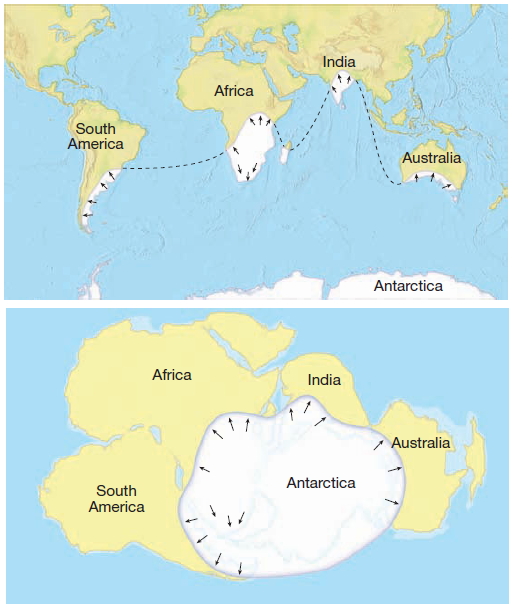 India
Africa
South
America
Australia
Antarctica
Africa
India
Australia
Antarctica
South
America